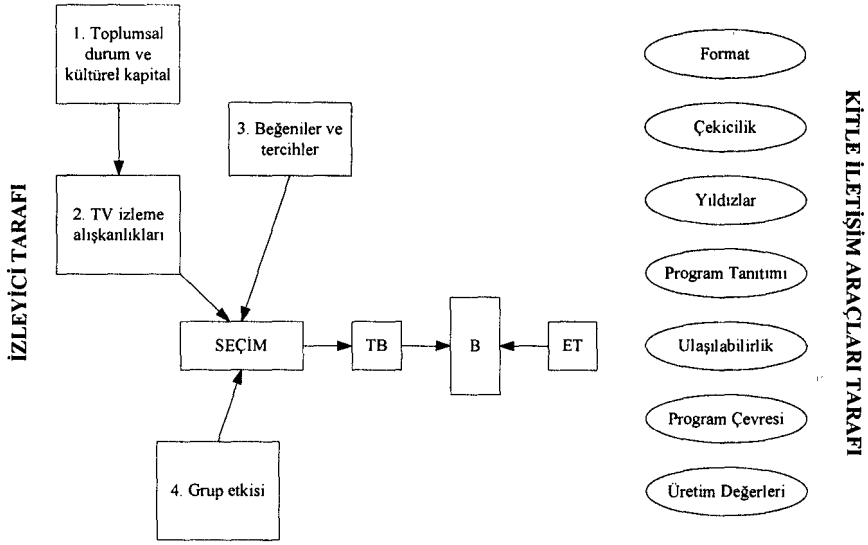 İZLEYİCİ TARAFI
1. Toplumsal
durum ve
kültürel kapital
2. TV izleme
alışkanlıkları
3. Beğeniler ve
tercihler
SEÇİM
TB
B
ET
4. Grup etkisi
Format
Çekicilik
Yıldızlar
Program Tanıtımı
Ulaşılabilirlik
Program Çevresi
Üretim Değerleri
KİTLE İLETİŞİM ARAÇLARI TARAFI